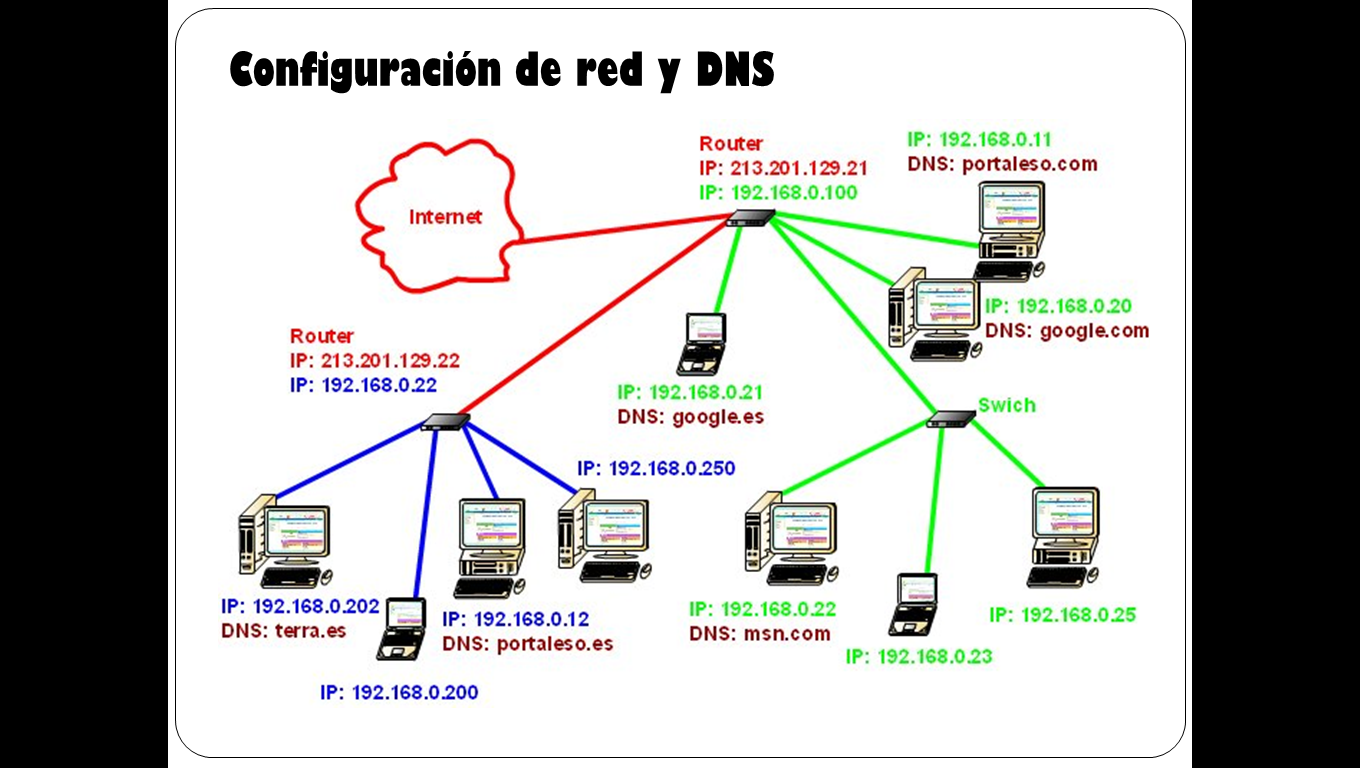 Configuración de red y DNS
Internet
Router
IP: 213.201.129.21
IP: 192.168.0.100
IP: 192.168.0.11
DNS: portaleso.com
IP: 192.168.0.20
DNS: google.com
Router
IP: 213.201.129.22
IP: 192.168.0.22
IP: 192.168.0.21
DNS: google.es
Swich
IP: 192.168.0.250
IP: 192.168.0.202
DNS: terra.es
IP: 192.168.0.12
DNS: portaleso.es
IP: 192.168.0.200
IP: 192.168.0.22
DNS: msn.com
IP: 192.168.0.23
IP: 192.168.0.25